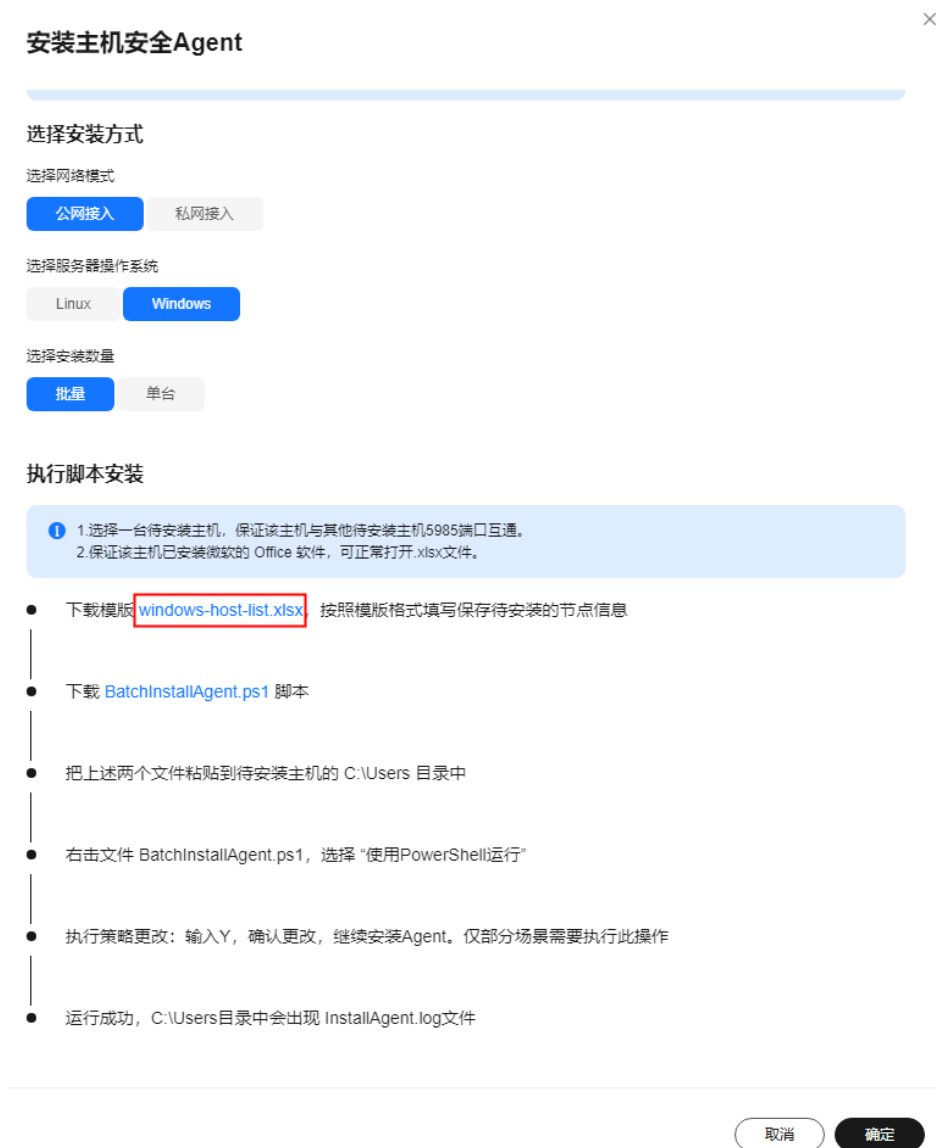 安装主机安全Agent
选择安装方式
选择网络模式
公网接入 私网接入
选择服务器操作系统
Linux Windows
选择安装数量
批量 单台
执行脚本安装
1.选择一台待安装主机，保证该主机与其他待安装主机5985端口互通。
2.保证该主机已安装微软的 Office 软件，可正常打开.xlsx文件。
下载模版 windows-host-list.xlsx，按照模版格式填写保存待安装的节点信息
下载 BatchInstallAgent.ps1 脚本
把上述两个文件粘贴到待安装主机的 C:\Users 目录中
右击文件 BatchInstallAgent.ps1，选择 “使用PowerShell运行”
执行策略更改：输入Y，确认更改，继续安装Agent。仅部分场景需要执行此操作
运行成功，C:\Users目录中会出现 InstallAgent.log文件
取消 确定